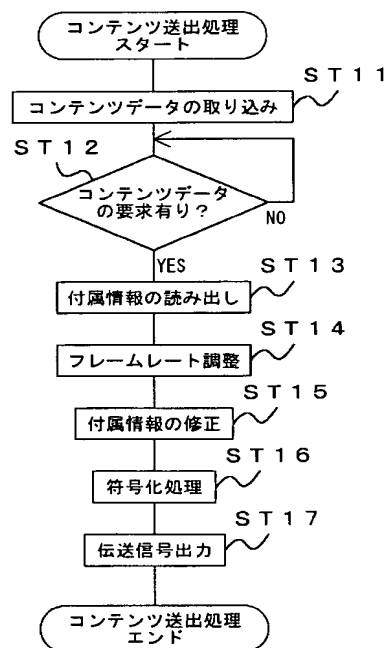 コンテンツ送出処理
スタート
ST11
コンテンツデータの取り込み
ST12
コンテンツデータ
の要求有り？
NO
YES
ST13
付属情報の読み出し
ST14
フレームレート調整
ST15
付属情報の修正
ST16
符号化処理
ST17
伝送信号出力
コンテンツ送出処理
エンド